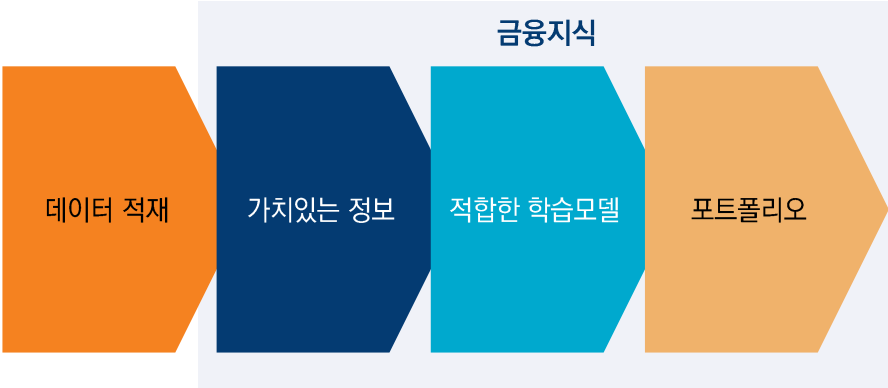 금융지식
데이터 적재
가치있는 정보
적합한 학습모델
포트폴리오